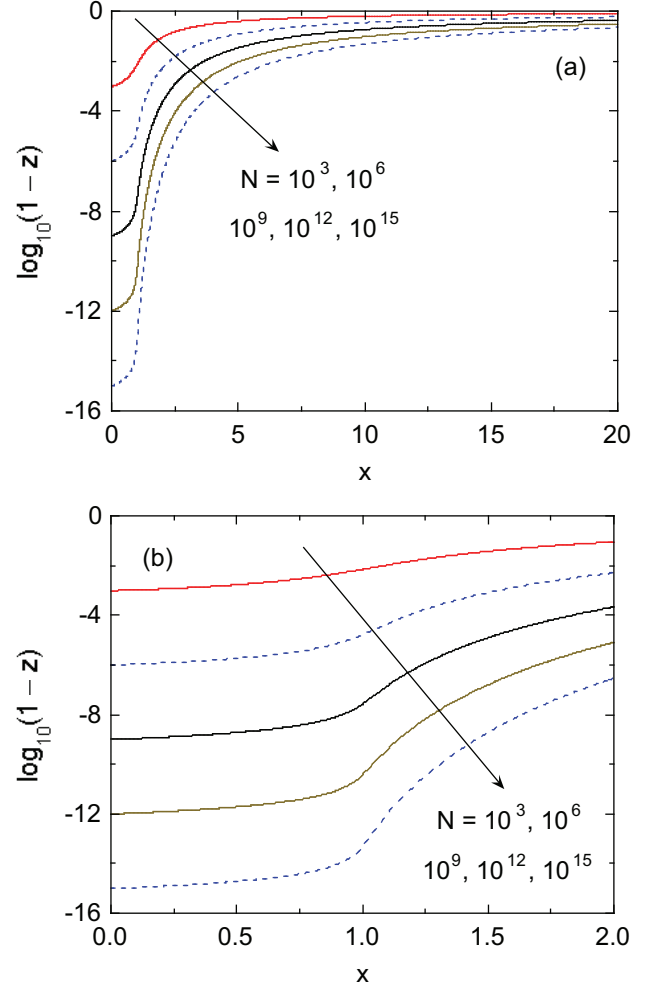 0
(a)
-4
N = 10³, 10⁶
10⁹, 10¹², 10¹⁵
-8
-12
-16
log₁₀(1 − z)
0 5 10 15 20
x
0
(b)
-4
-8
-12
N = 10³, 10⁶
10⁹, 10¹², 10¹⁵
-16
log₁₀(1 − z)
0.0 0.5 1.0 1.5 2.0
x